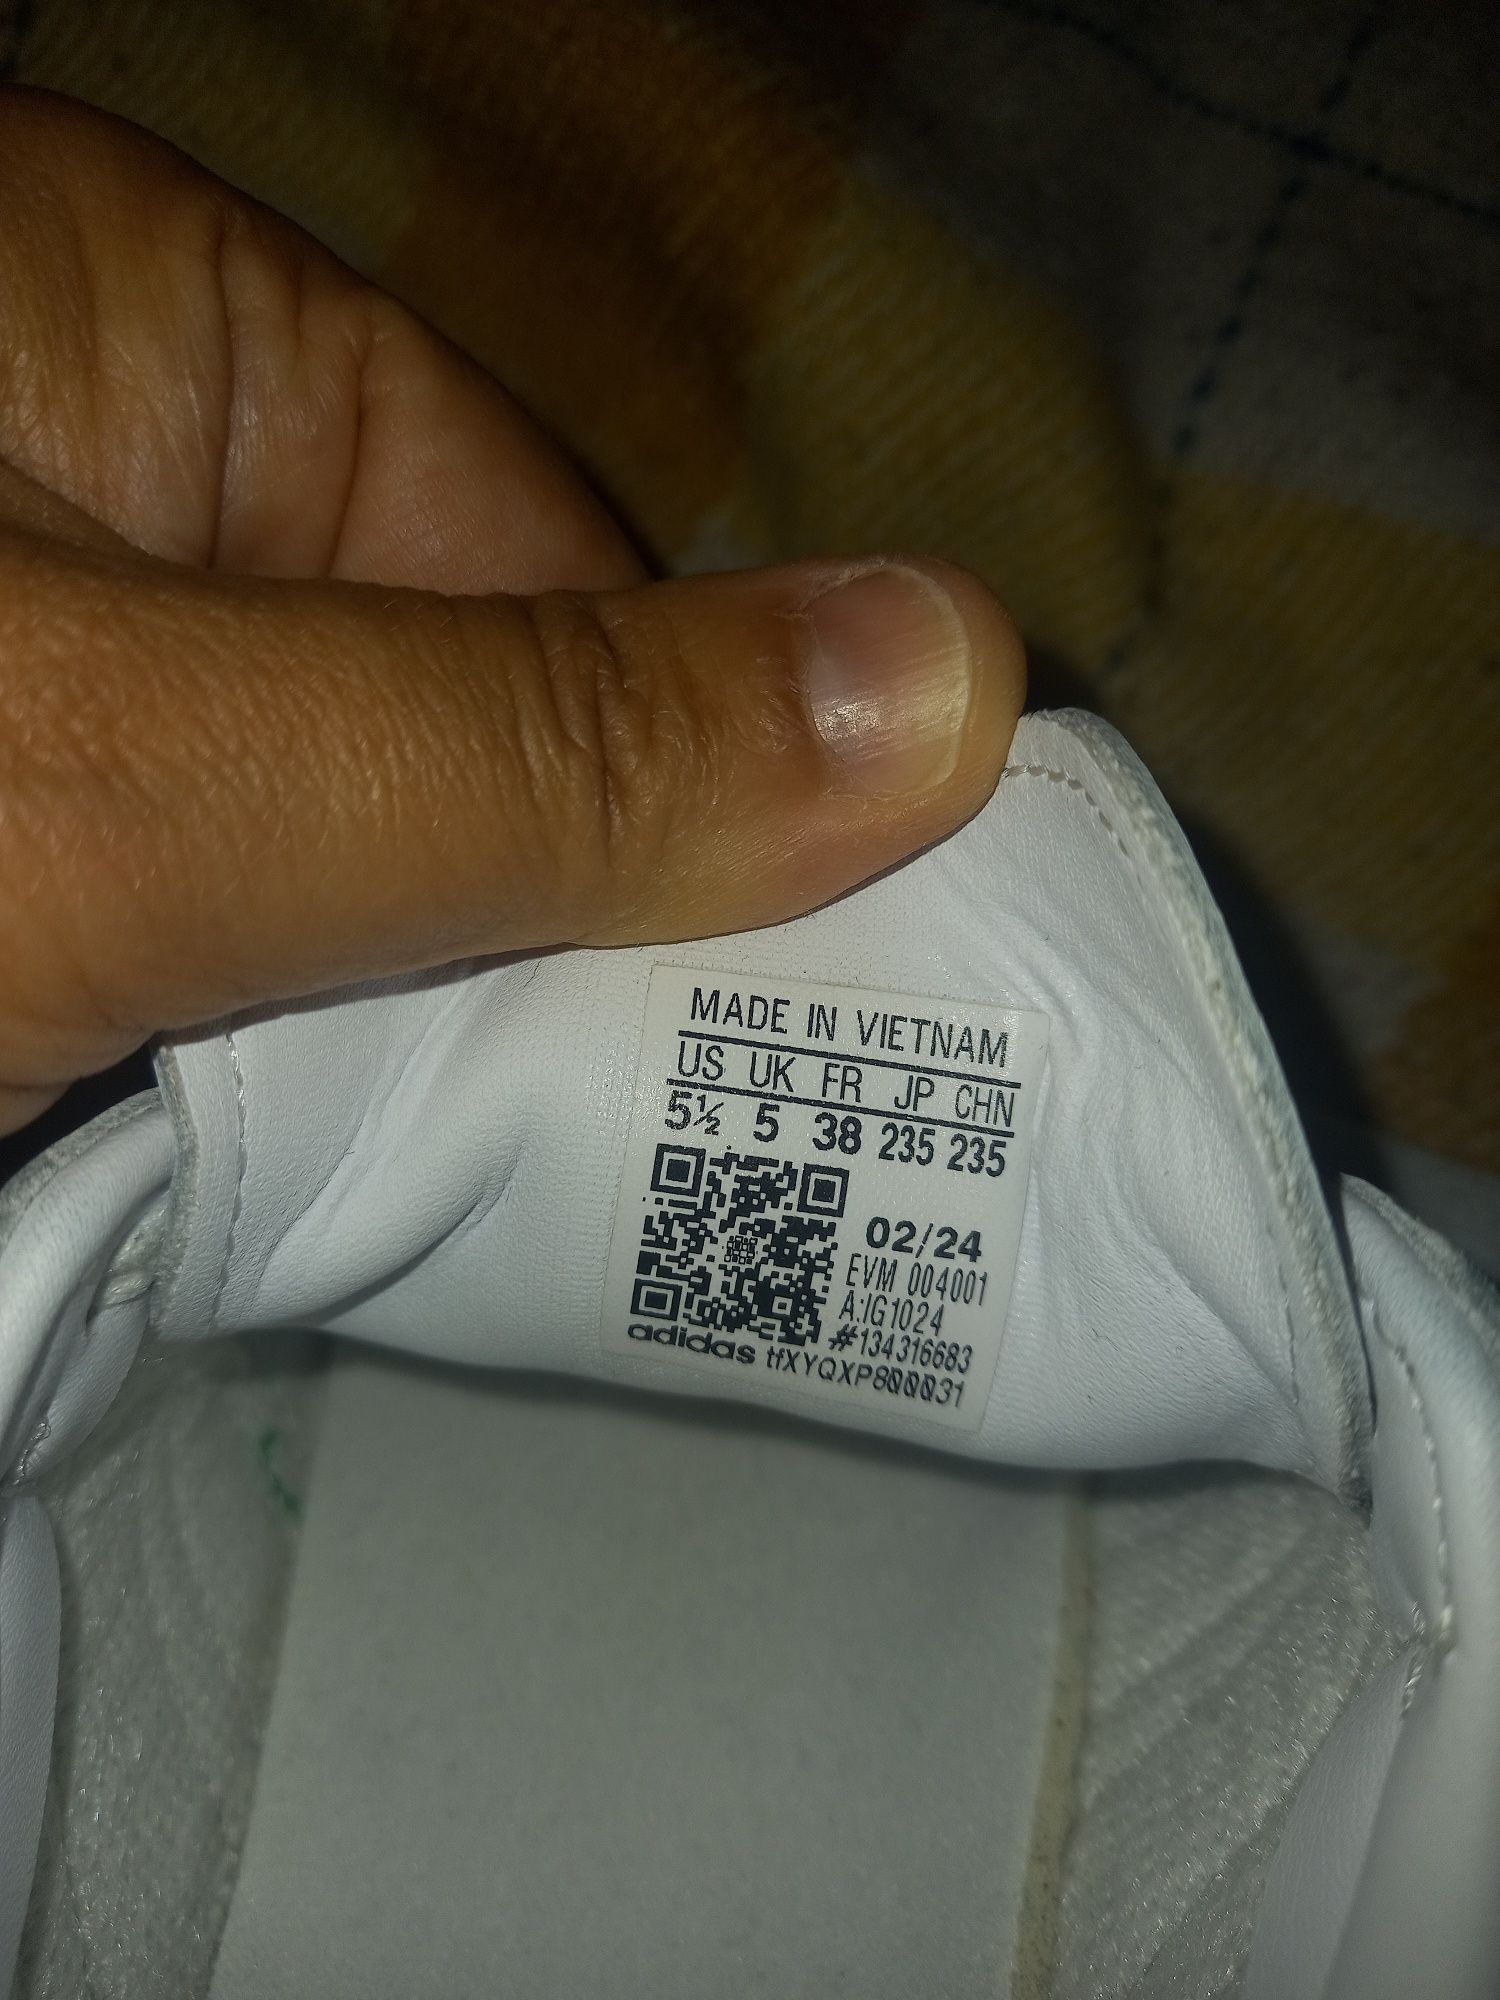 MADE IN VIETNAM
US UK FR JP CHN
5½ 5 38 235 235
02/24
EVM 004001
A:IG1024
#134316683
adidas tfXYQXP800031